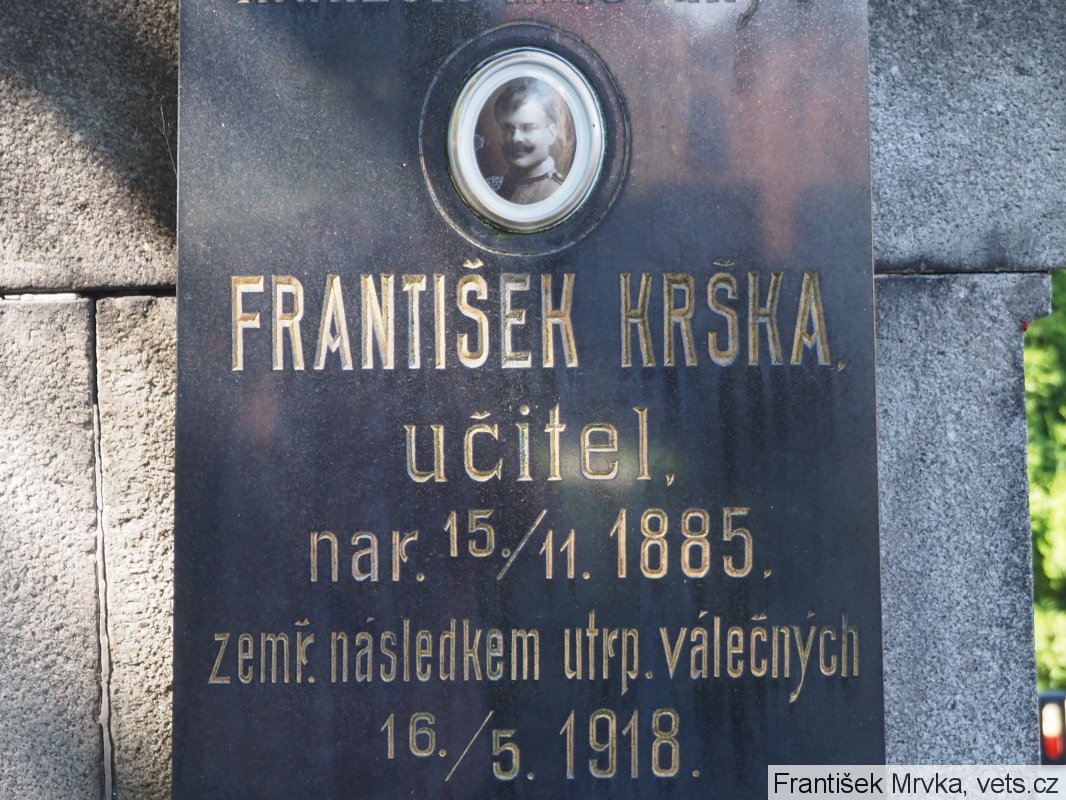 FRANTIŠEK KRŠKA,
učitel,
nar. 15./11. 1885.
zemř. následkem utrp. válečných
16./5. 1918.
František Mrvka, vets.cz